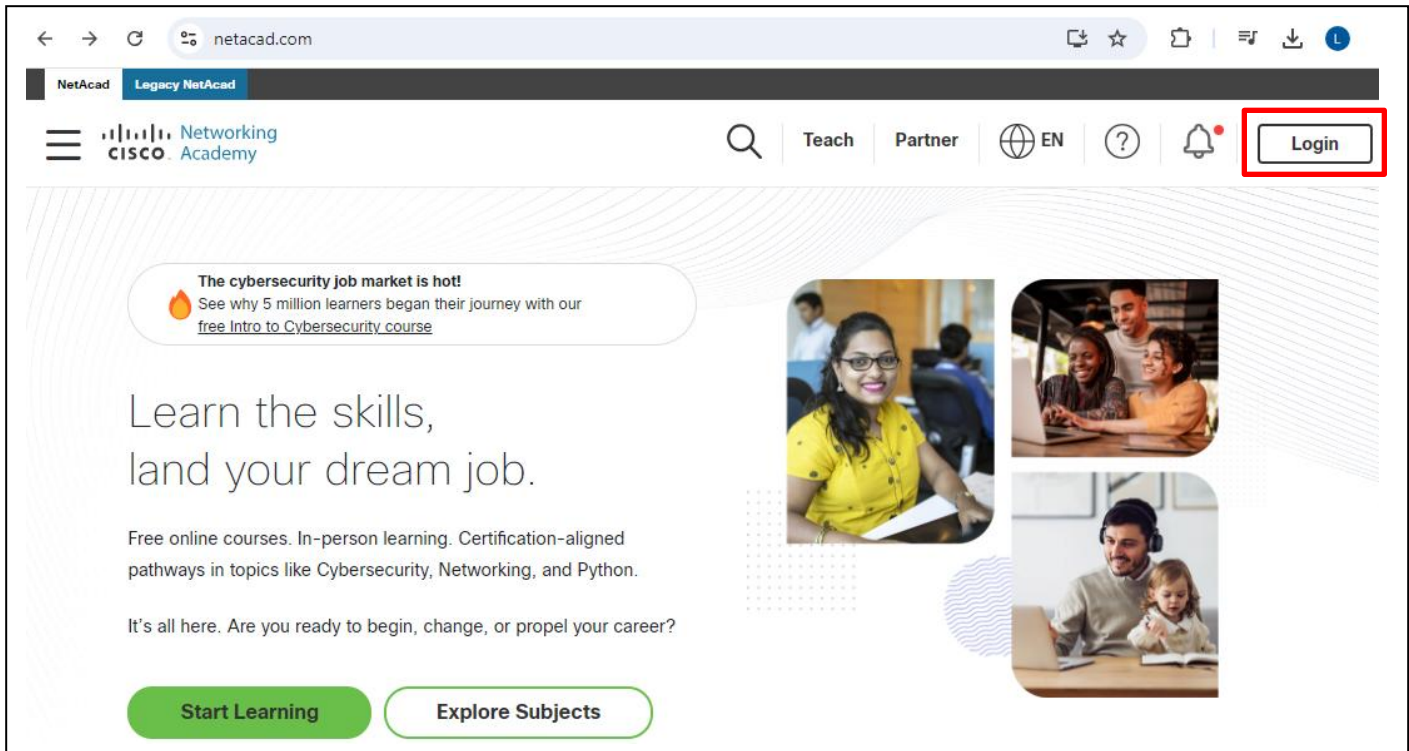 netacad.com
L
NetAcad Legacy NetAcad
Networking
CISCO Academy
Teach Partner EN ? Login
The cybersecurity job market is hot!
See why 5 million learners began their journey with our
free Intro to Cybersecurity course
Learn the skills,
land your dream job.
Free online courses. In-person learning. Certification-aligned
pathways in topics like Cybersecurity, Networking, and Python.
It's all here. Are you ready to begin, change, or propel your career?
Start Learning Explore Subjects